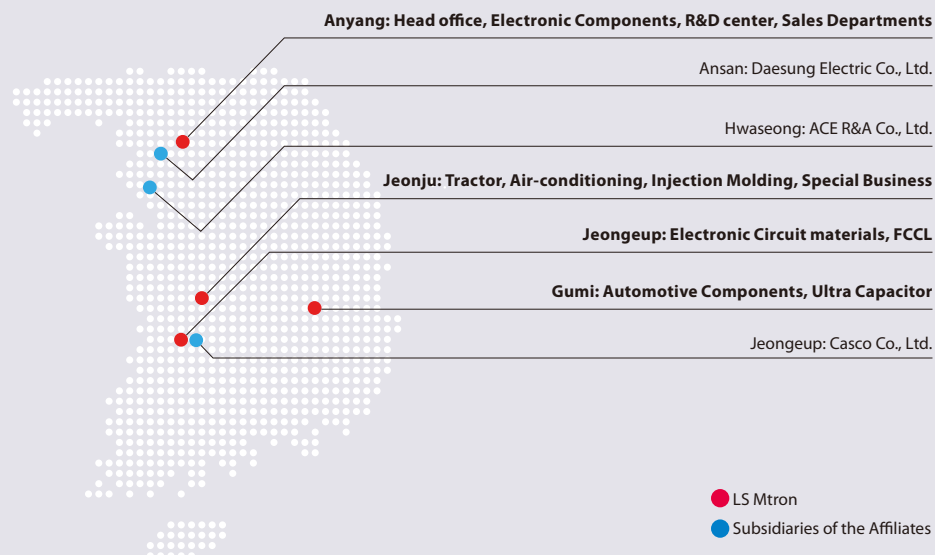 Anyang: Head office, Electronic Components, R&D center, Sales Departments
Ansan: Daesung Electric Co., Ltd.
Hwaseong: ACE R&A Co., Ltd.
Jeonju: Tractor, Air-conditioning, Injection Molding, Special Business
Jeongeup: Electronic Circuit materials, FCCL
Gumi: Automotive Components, Ultra Capacitor
Jeongeup: Casco Co., Ltd.
LS Mtron
Subsidiaries of the Affiliates